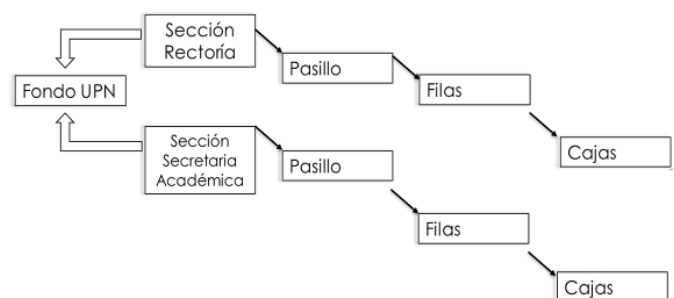 Sección
Rectoría
Pasillo
Filas
Fondo UPN
Cajas
Sección
Secretaria
Académica
Pasillo
Filas
Cajas